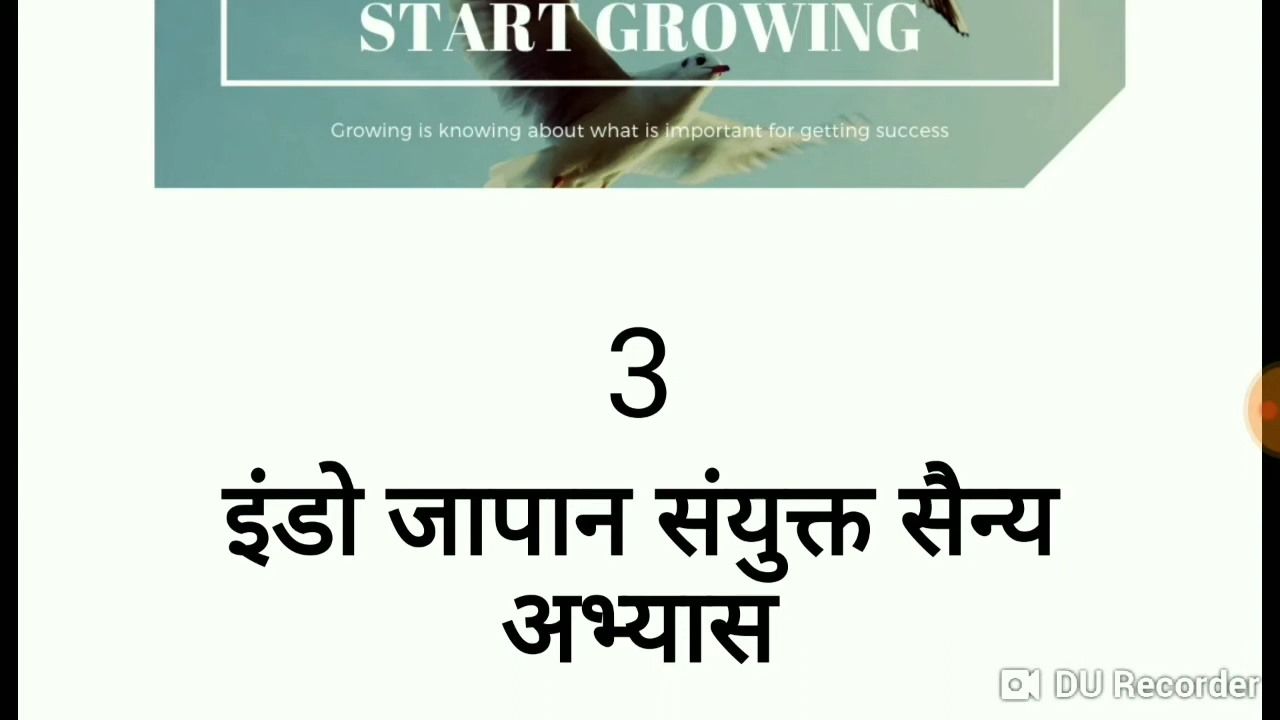 START GROWING
Growing is knowing about what is important for getting success
3
इंडो जापान संयुक्त सैन्य
अभ्यास
DU Recorder